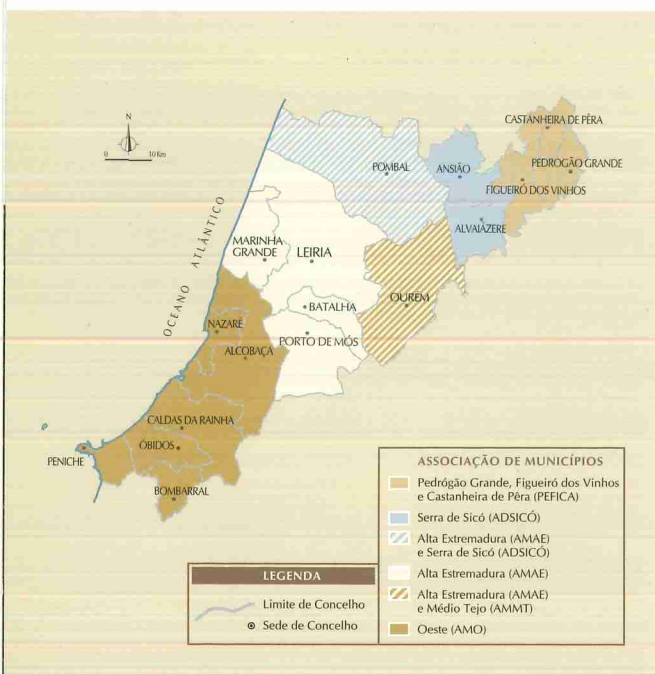 N
0 10 Km
OCEANO ATLÂNTICO
CASTANHEIRA DE PÊRA
PEDROGÃO GRANDE
FIGUEIRÓ DOS VINHOS
ANSIÃO
POMBAL
ALVAIÁZERE
MARINHA
GRANDE
LEIRIA
OURÉM
BATALHA
NAZARÉ
PORTO DE MÓS
ALCOBAÇA
CALDAS DA RAINHA
ÓBIDOS
PENICHE
BOMBARRAL
LEGENDA
Limite de Concelho
Sede de Concelho
ASSOCIAÇÃO DE MUNICÍPIOS
Pedrógão Grande, Figueiró dos Vinhos
e Castanheira de Pêra (PEFICA)
Serra de Sicó (ADSICÓ)
Alta Extremadura (AMAE)
e Serra de Sicó (ADSICÓ)
Alta Estremadura (AMAE)
Alta Estremadura (AMAE)
e Médio Tejo (AMMT)
Oeste (AMO)